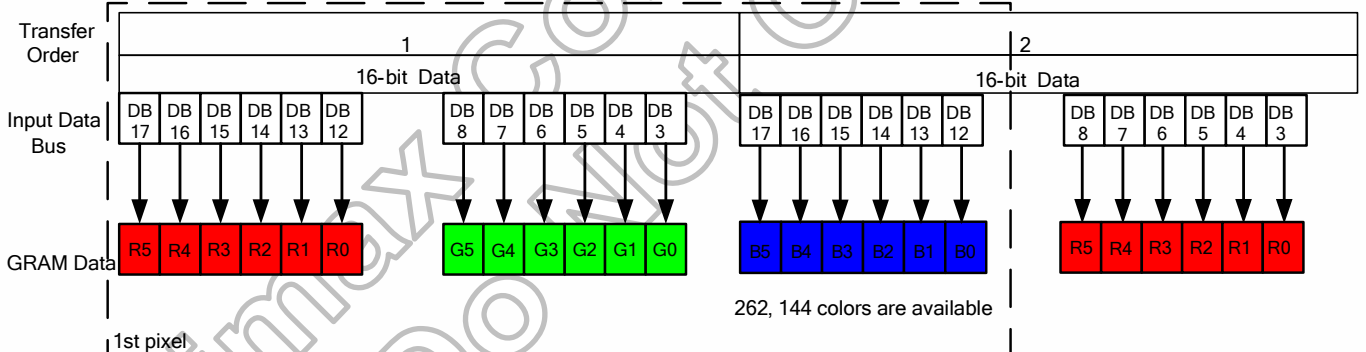 Transfer Order
1
2
16-bit Data
16-bit Data
Input Data Bus
DB 17 DB 16 DB 15 DB 14 DB 13 DB 12 DB 8 DB 7 DB 6 DB 5 DB 4 DB 3 DB 17 DB 16 DB 15 DB 14 DB 13 DB 12 DB 8 DB 7 DB 6 DB 5 DB 4 DB 3
GRAM Data
R5 R4 R3 R2 R1 R0 G5 G4 G3 G2 G1 G0 B5 B4 B3 B2 B1 B0 R5 R4 R3 R2 R1 R0
262, 144 colors are available
1st pixel
Do Not